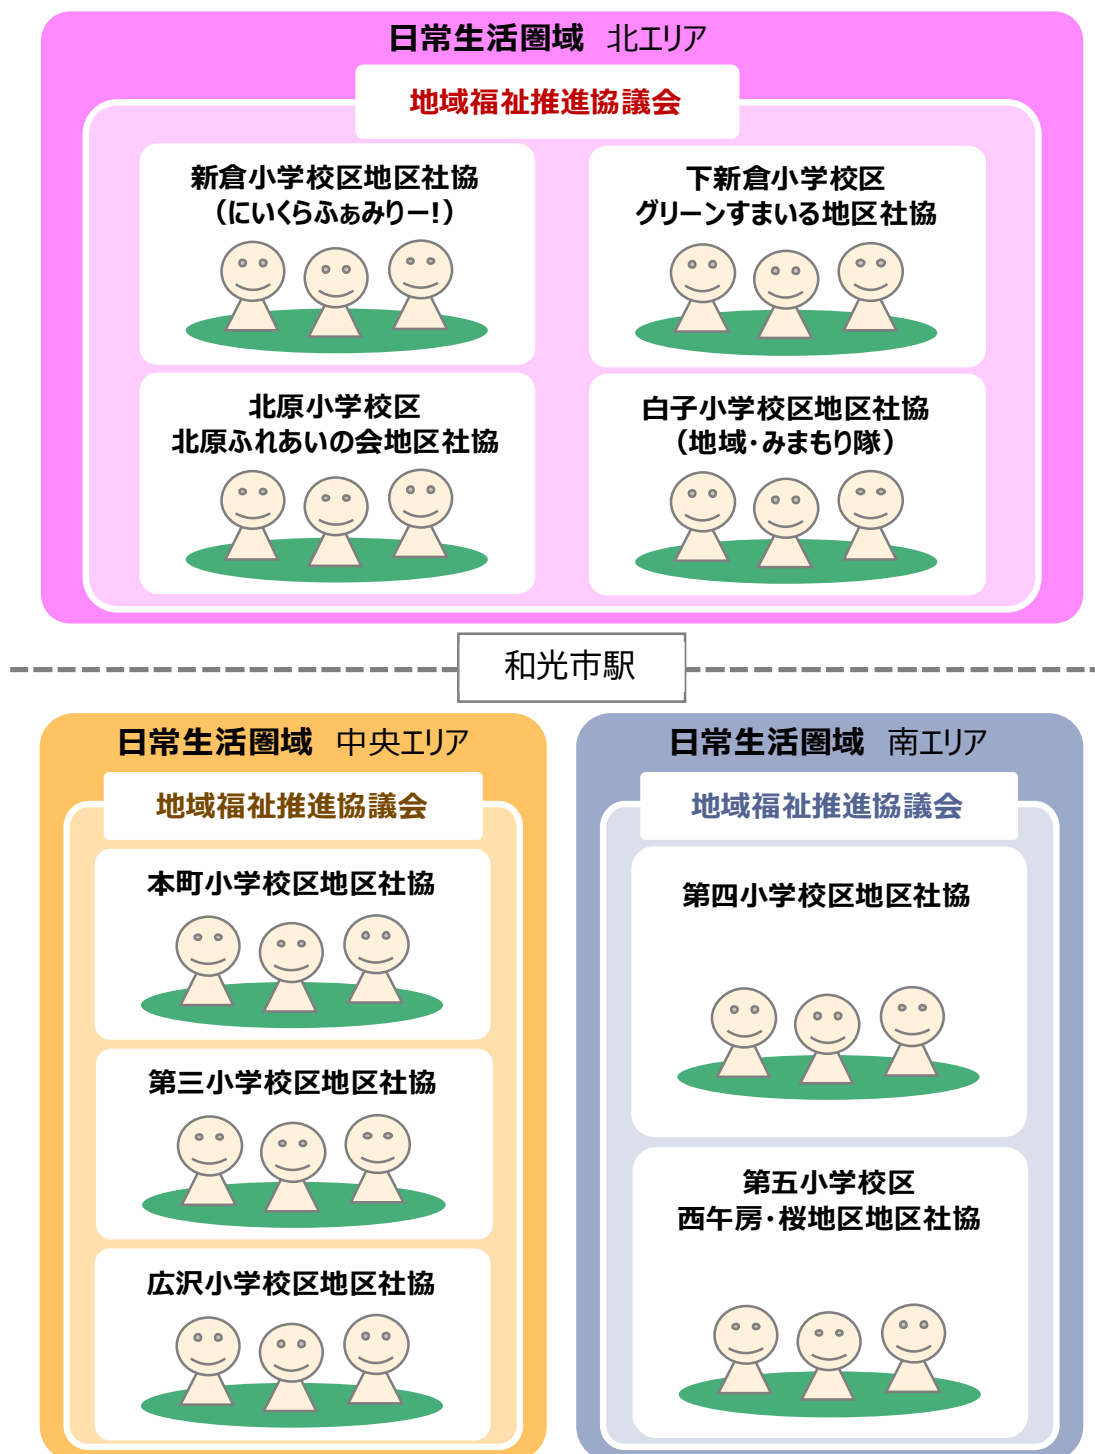 日常生活圏域 北エリア
地域福祉推進協議会
新倉小学校区地区社協
（にいくらふぁみりー!）
下新倉小学校区
グリーンすまいる地区社協
北原小学校区
北原ふれあいの会地区社協
白子小学校区地区社協
（地域・みまもり隊）
和光市駅
日常生活圏域 中央エリア
地域福祉推進協議会
本町小学校区地区社協
第三小学校区地区社協
広沢小学校区地区社協
日常生活圏域 南エリア
地域福祉推進協議会
第四小学校区地区社協
第五小学校区
西午房・桜地区地区社協